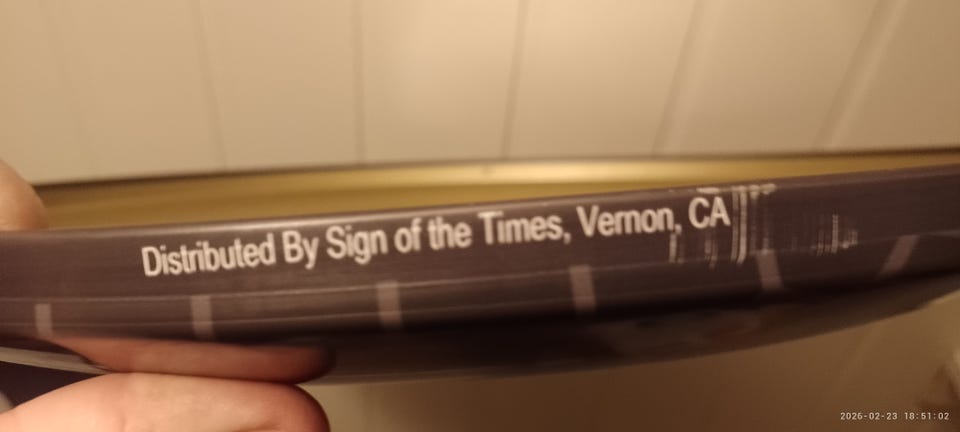 Distributed By Sign of the Times, Vernon, CA
2026-02-23 18:51:02